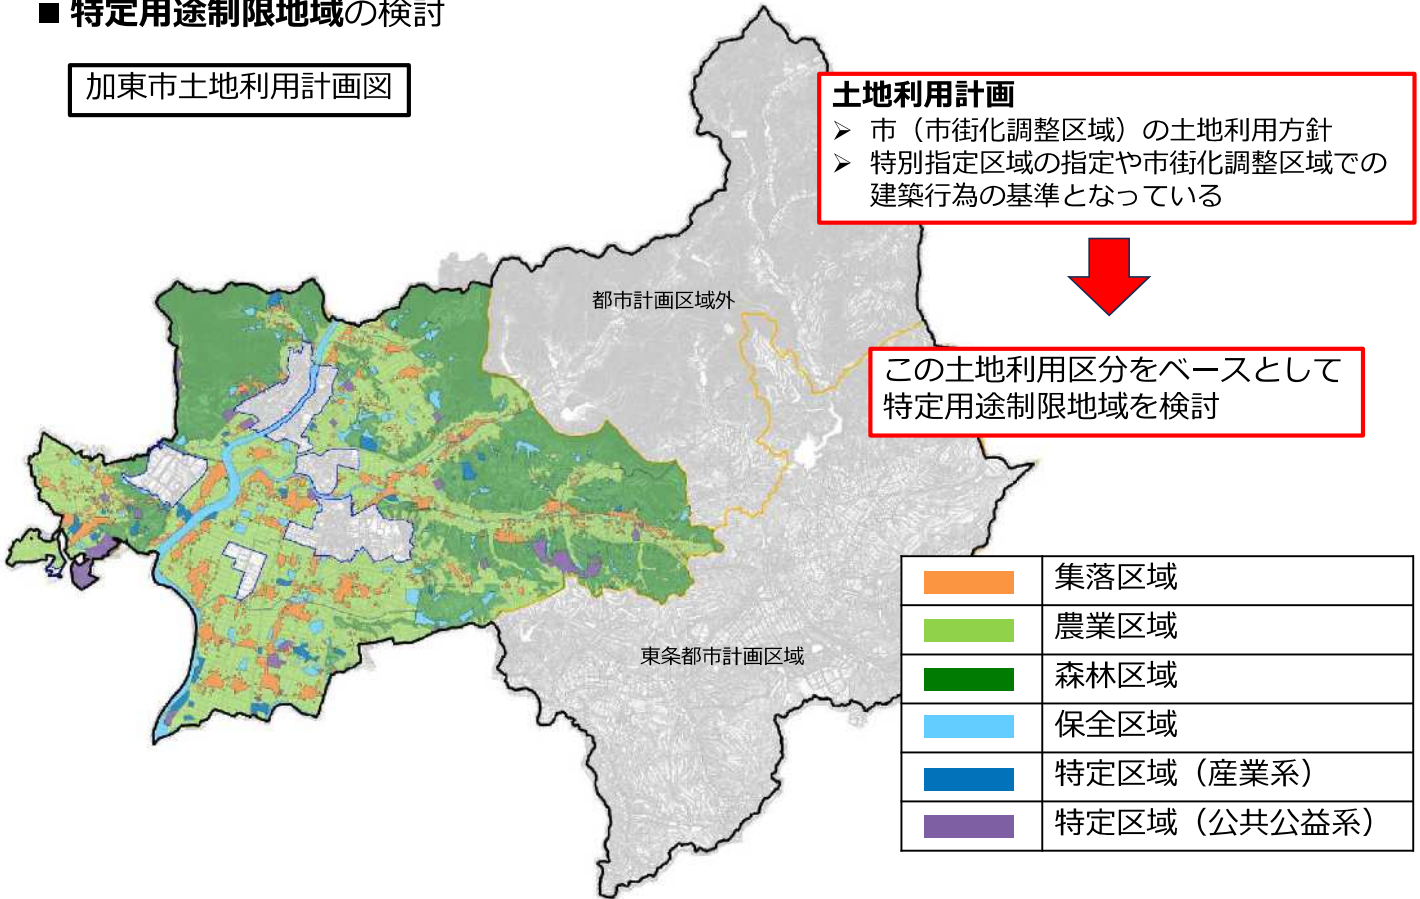 ■ 特定用途制限地域の検討
加東市土地利用計画図
土地利用計画
➢ 市（市街化調整区域）の土地利用方針
➢ 特別指定区域の指定や市街化調整区域での
建築行為の基準となっている
都市計画区域外
この土地利用区分をベースとして
特定用途制限地域を検討
東条都市計画区域
集落区域
農業区域
森林区域
保全区域
特定区域（産業系）
特定区域（公共公益系）